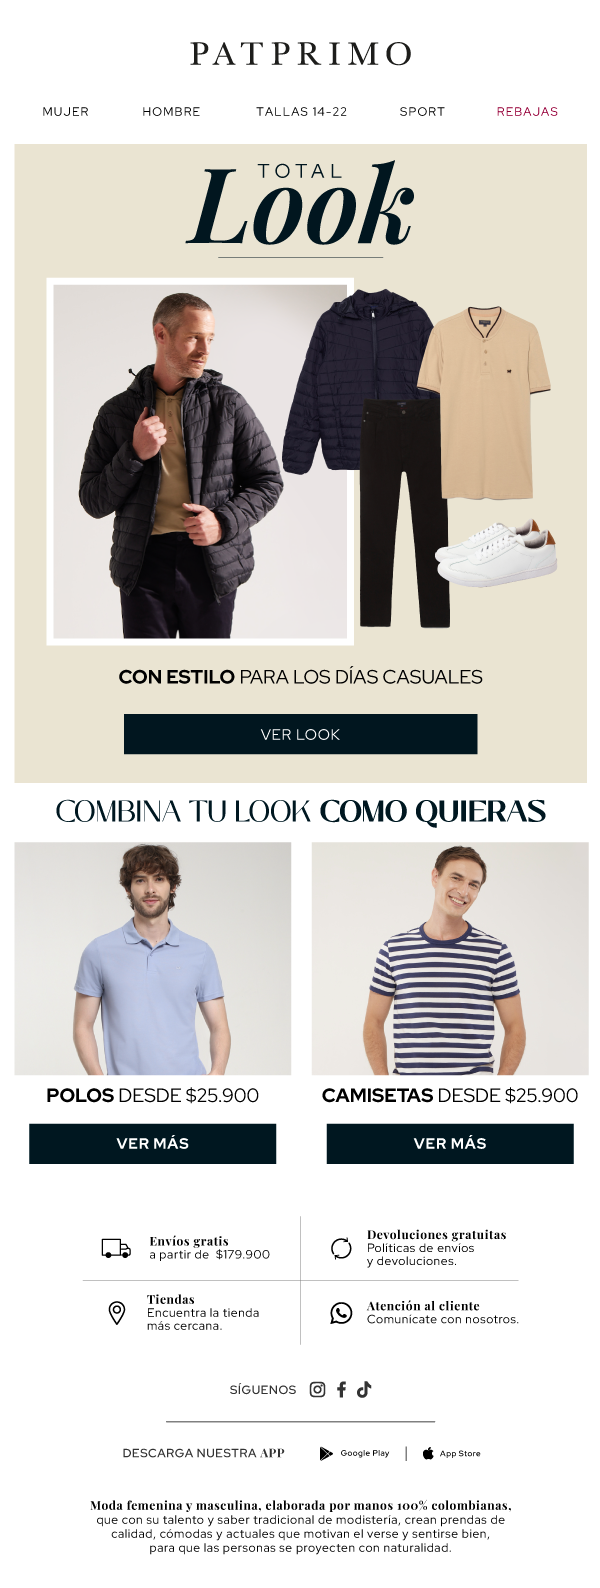 PATPRIMO
MUJER HOMBRE TALLAS 14-22 SPORT REBAJAS
TOTAL
Look
CON ESTILO PARA LOS DÍAS CASUALES
VER LOOK
COMBINA TU LOOK COMO QUIERAS
POLOS DESDE $25.900
VER MÁS
CAMISETAS DESDE $25.900
VER MÁS
Envíos gratis
a partir de $179.900
Devoluciones gratuitas
Políticas de envios
y devoluciones.
Tiendas
Encuentra la tienda
más cercana.
Atención al cliente
Comunícate con nosotros.
SÍGUENOS
DESCARGA NUESTRA APP Google Play | App Store
Moda femenina y masculina, elaborada por manos 100% colombianas,
que con su talento y saber tradicional de modistería, crean prendas de
calidad, cómodas y actuales que motivan el verse y sentirse bien,
para que las personas se proyecten con naturalidad.